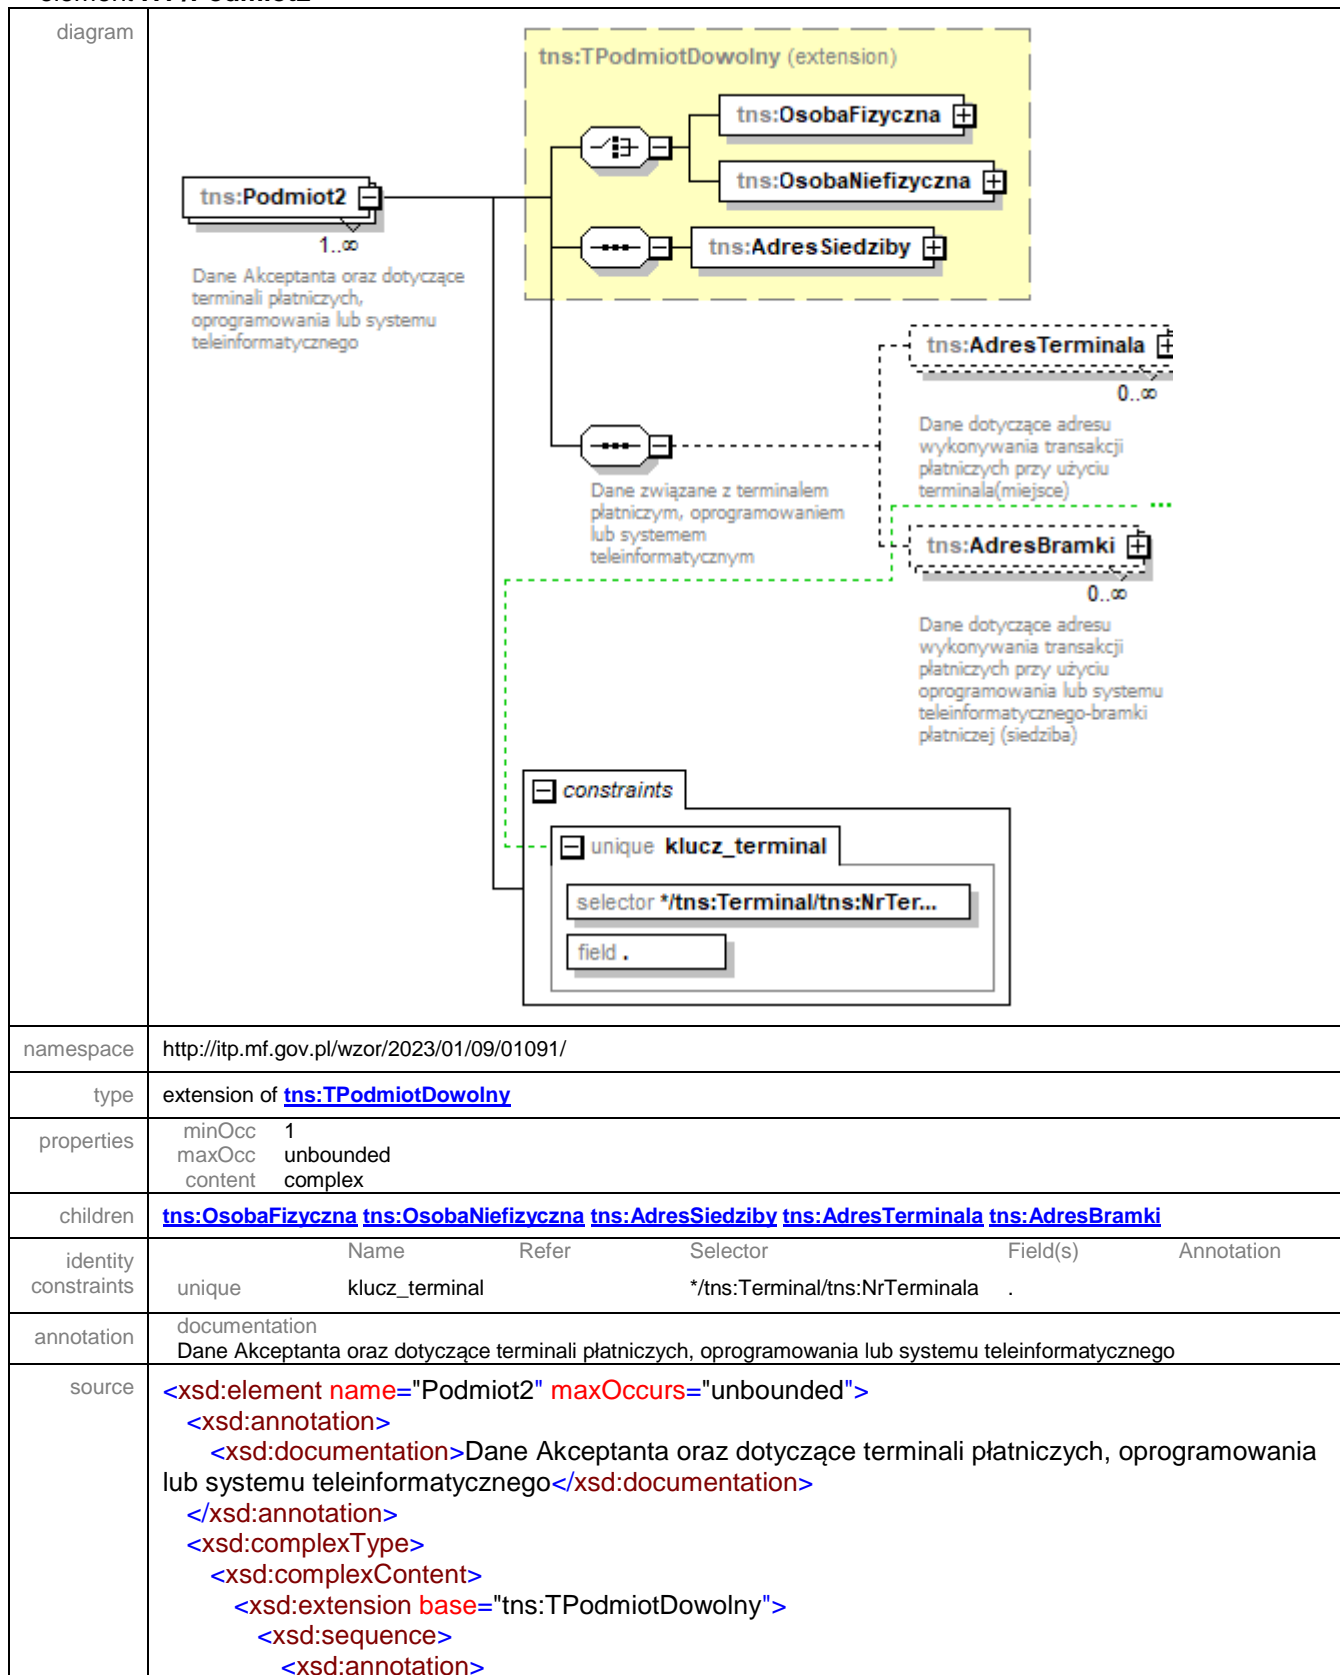 diagram
tns:TPodmiotDowolny (extension)
tns:OsobaFizyczna
tns:OsobaNiefizyczna
tns:Podmiot2
1..∞
tns:AdresSiedziby
Dane Akceptanta oraz dotyczące
terminali płatniczych,
oprogramowania lub systemu
teleinformatycznego
tns:AdresTerminala
0..∞
Dane dotyczące adresu
wykonywania transakcji
płatniczych przy użyciu
terminala(miejsce)
Dane związane z terminalem
płatniczym, oprogramowaniem
lub systemem
teleinformatycznym
tns:AdresBramki
0..∞
Dane dotyczące adresu
wykonywania transakcji
płatniczych przy użyciu
oprogramowania lub systemu
teleinformatycznego-bramki
płatniczej (siedziba)
constraints
unique klucz_terminal
selector */tns:Terminal/tns:NrTer...
field .
namespace http://itp.mf.gov.pl/wzor/2023/01/09/01091/
type extension of tns:TPodmiotDowolny
properties minOcc 1
maxOcc unbounded
content complex
children tns:OsobaFizyczna tns:OsobaNiefizyczna tns:AdresSiedziby tns:AdresTerminala tns:AdresBramki
identity constraints Name Refer Selector Field(s) Annotation
unique klucz_terminal */tns:Terminal/tns:NrTerminala .
annotation documentation
Dane Akceptanta oraz dotyczące terminali płatniczych, oprogramowania lub systemu teleinformatycznego
source <xsd:element name="Podmiot2" maxOccurs="unbounded">
<xsd:annotation>
<xsd:documentation>Dane Akceptanta oraz dotyczące terminali płatniczych, oprogramowania
lub systemu teleinformatycznego</xsd:documentation>
</xsd:annotation>
<xsd:complexType>
<xsd:complexContent>
<xsd:extension base="tns:TPodmiotDowolny">
<xsd:sequence>
<xsd:annotation>